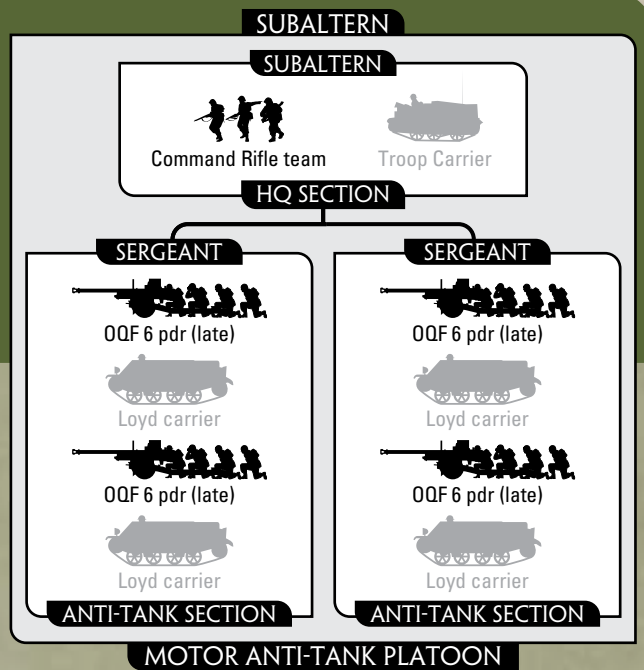 SUBALTERN
SUBALTERN
Command Rifle team
Troop Carrier
HQ SECTION
SERGEANT
OQF 6 pdr (late)
Loyd carrier
OQF 6 pdr (late)
Loyd carrier
ANTI-TANK SECTION
SERGEANT
OQF 6 pdr (late)
Loyd carrier
OQF 6 pdr (late)
Loyd carrier
ANTI-TANK SECTION
MOTOR ANTI-TANK PLATOON